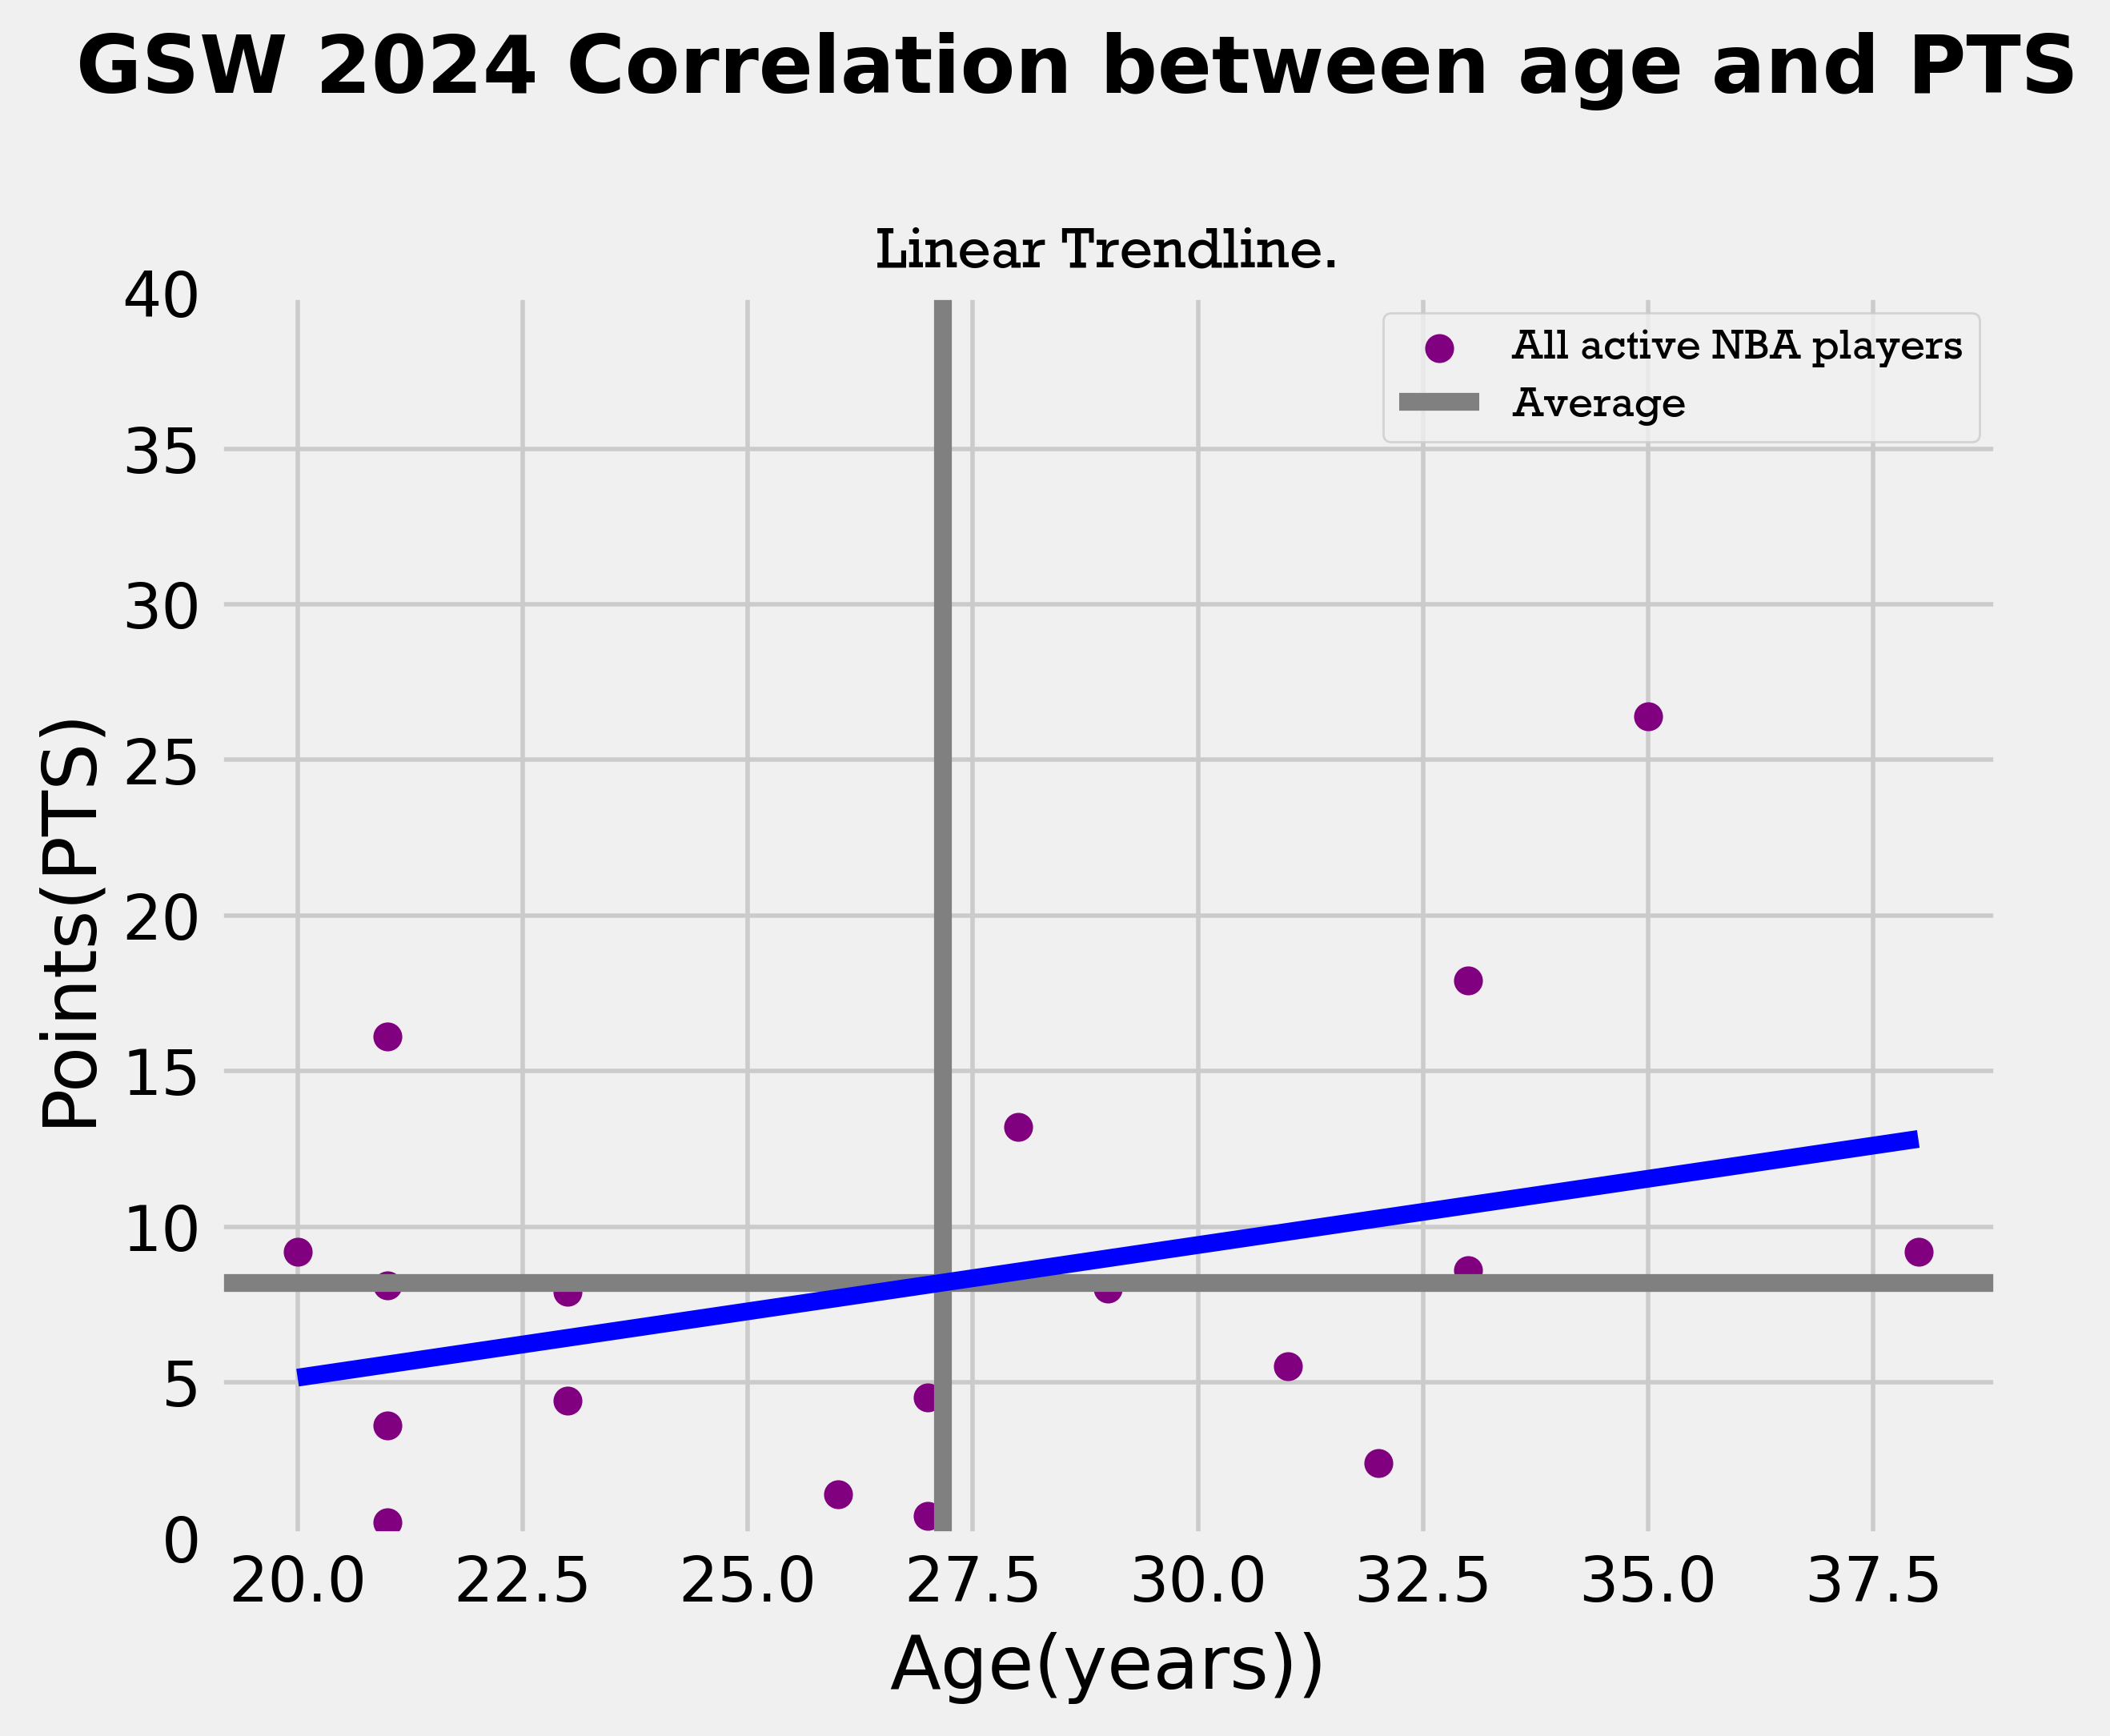 GSW 2024 Correlation between age and PTS
Linear Trendline.
All active NBA players
Average
Points(PTS)
40
35
30
25
20
15
10
5
0
20.0 22.5 25.0 27.5 30.0 32.5 35.0 37.5
Age(years))